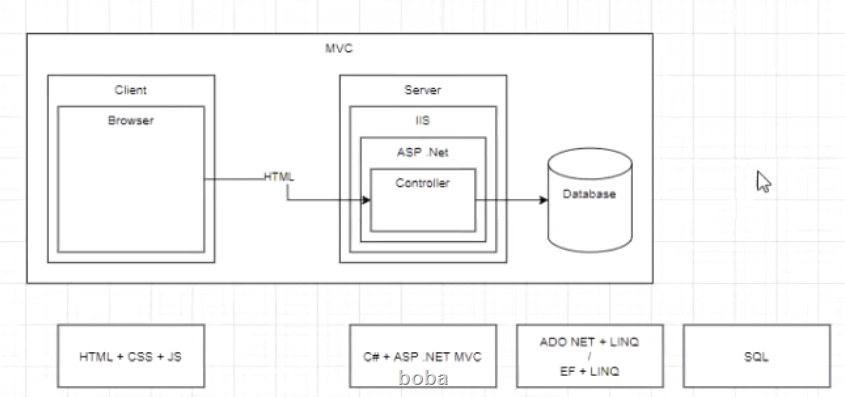 MVC
Client
Browser
HTML
Server
IIS
ASP .Net
Controller
Database
HTML + CSS + JS
C# + ASP .NET MVC
ADO NET + LINQ
/
EF + LINQ
SQL
boba